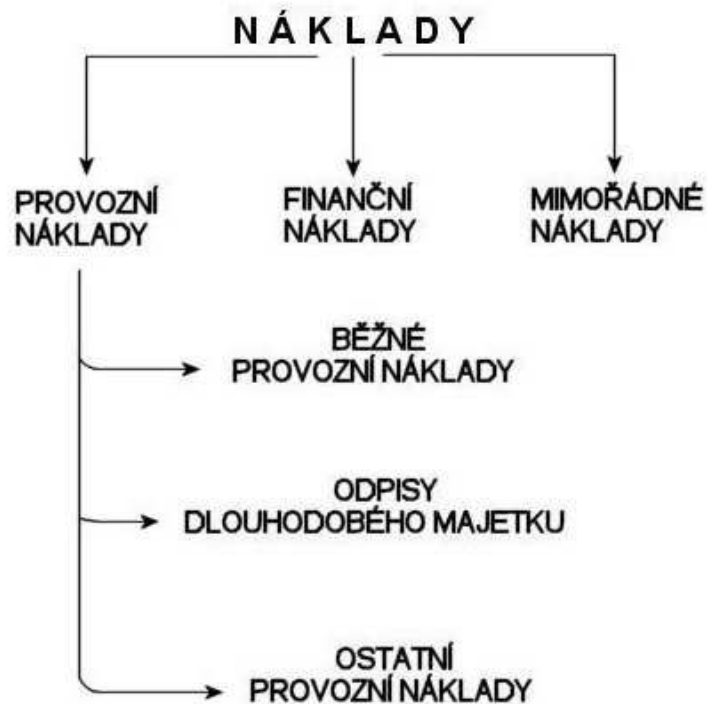 NÁKLADY
PROVOZNÍ
NÁKLADY
FINANČNÍ
NÁKLADY
MIMOŘÁDNÉ
NÁKLADY
BĚŽNÉ
PROVOZNÍ NÁKLADY
ODPISY
DLOUHODOBÉHO MAJETKU
OSTATNÍ
PROVOZNÍ NÁKLADY